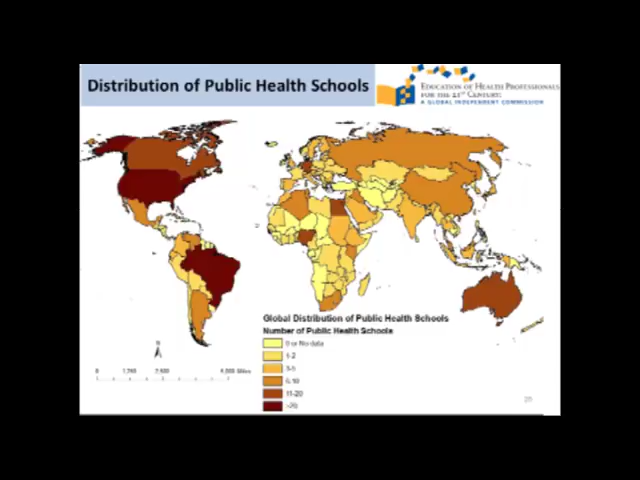 Distribution of Public Health Schools
EDUCATION OF HEALTH PROFESSIONALS
FOR THE 21ST CENTURY:
A GLOBAL INDEPENDENT COMMISSION
Global Distribution of Public Health Schools
Number of Public Health Schools
0 or No data
1-2
3-5
6-10
11-20
>20
N
0
4,000 Miles
20